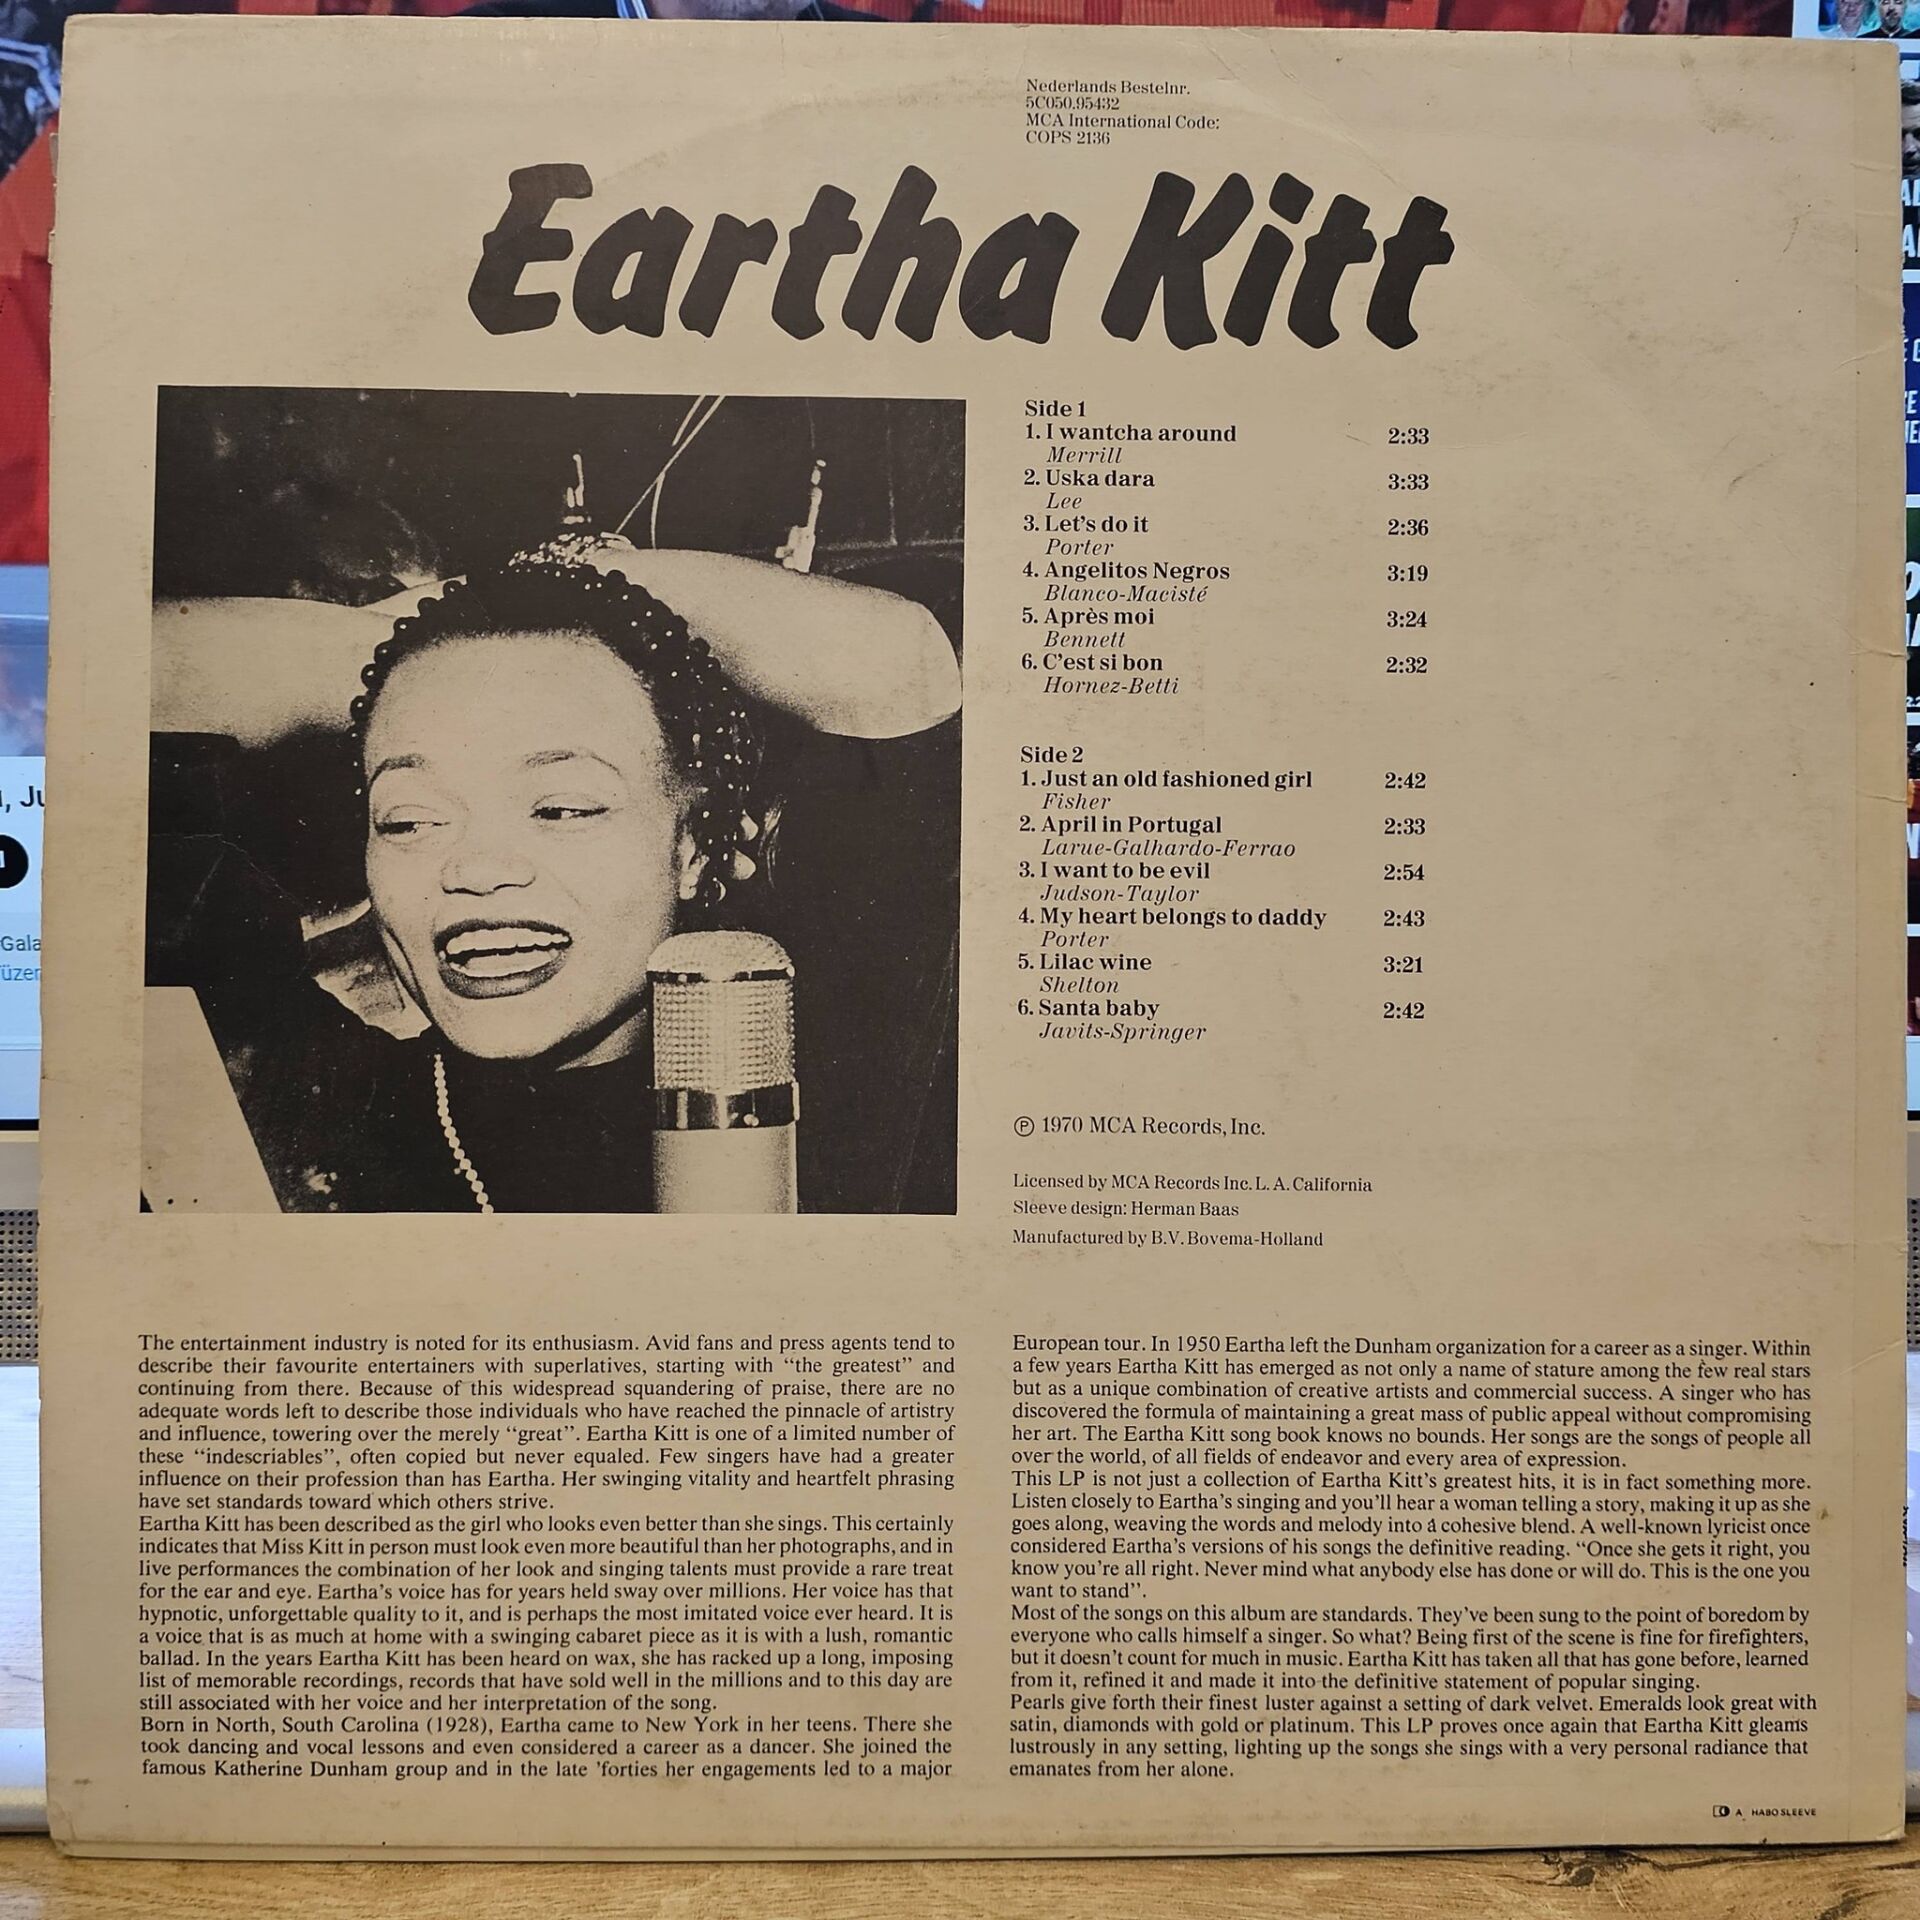 Nederlands Bestelnr.
5C050.95432
MCA International Code:
COPS 2136
Eartha Kitt
Side 1
1. I wantcha around 2:33
Merrill
2. Uska dara 3:33
Lee
3. Let's do it 2:36
Porter
4. Angelitos Negros 3:19
Blanco-Macisté
5. Après moi 3:24
Bennett
6. C'est si bon 2:32
Hornez-Betti
Side 2
1. Just an old fashioned girl 2:42
Fisher
2. April in Portugal 2:33
Larue-Galhardo-Ferrao
3. I want to be evil 2:54
Judson-Taylor
4. My heart belongs to daddy 2:43
Porter
5. Lilac wine 3:21
Shelton
6. Santa baby 2:42
Javits-Springer
℗ 1970 MCA Records, Inc.
Licensed by MCA Records Inc. L. A. California
Sleeve design: Herman Baas
Manufactured by B.V. Bovema-Holland
The entertainment industry is noted for its enthusiasm. Avid fans and press agents tend to
describe their favourite entertainers with superlatives, starting with “the greatest” and
continuing from there. Because of this widespread squandering of praise, there are no
adequate words left to describe those individuals who have reached the pinnacle of artistry
and influence, towering over the merely “great”. Eartha Kitt is one of a limited number of
these “indescriables”, often copied but never equaled. Few singers have had a greater
influence on their profession than has Eartha. Her swinging vitality and heartfelt phrasing
have set standards toward which others strive.
Eartha Kitt has been described as the girl who looks even better than she sings. This certainly
indicates that Miss Kitt in person must look even more beautiful than her photographs, and in
live performances the combination of her look and singing talents must provide a rare treat
for the ear and eye. Eartha's voice has for years held sway over millions. Her voice has that
hypnotic, unforgettable quality to it, and is perhaps the most imitated voice ever heard. It is
a voice that is as much at home with a swinging cabaret piece as it is with a lush, romantic
ballad. In the years Eartha Kitt has been heard on wax, she has racked up a long, imposing
list of memorable recordings, records that have sold well in the millions and to this day are
still associated with her voice and her interpretation of the song.
Born in North, South Carolina (1928), Eartha came to New York in her teens. There she
took dancing and vocal lessons and even considered a career as a dancer. She joined the
famous Katherine Dunham group and in the late 'forties her engagements led to a major
European tour. In 1950 Eartha left the Dunham organization for a career as a singer. Within
a few years Eartha Kitt has emerged as not only a name of stature among the few real stars
but as a unique combination of creative artists and commercial success. A singer who has
discovered the formula of maintaining a great mass of public appeal without compromising
her art. The Eartha Kitt song book knows no bounds. Her songs are the songs of people all
over the world, of all fields of endeavor and every area of expression.
This LP is not just a collection of Eartha Kitt's greatest hits, it is in fact something more.
Listen closely to Eartha's singing and you'll hear a woman telling a story, making it up as she
goes along, weaving the words and melody into a cohesive blend. A well-known lyricist once
considered Eartha's versions of his songs the definitive reading. “Once she gets it right, you
know you're all right. Never mind what anybody else has done or will do. This is the one you
want to stand”.
Most of the songs on this album are standards. They've been sung to the point of boredom by
everyone who calls himself a singer. So what? Being first of the scene is fine for firefighters,
but it doesn't count for much in music. Eartha Kitt has taken all that has gone before, learned
from it, refined it and made it into the definitive statement of popular singing.
Pearls give forth their finest luster against a setting of dark velvet. Emeralds look great with
satin, diamonds with gold or platinum. This LP proves once again that Eartha Kitt gleams
lustrously in any setting, lighting up the songs she sings with a very personal radiance that
emanates from her alone.
A HABO SLEEVE